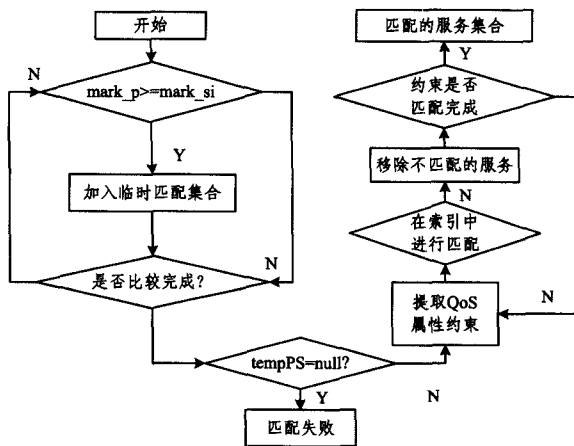 开始
N
mark_p>=mark_si
Y
加入临时匹配集合
N
是否比较完成?
tempPS=null?
Y
N
匹配失败
匹配的服务集合
Y
约束是否
匹配完成
移除不匹配的服务
N
在索引中
进行匹配
提取QoS
属性约束
N